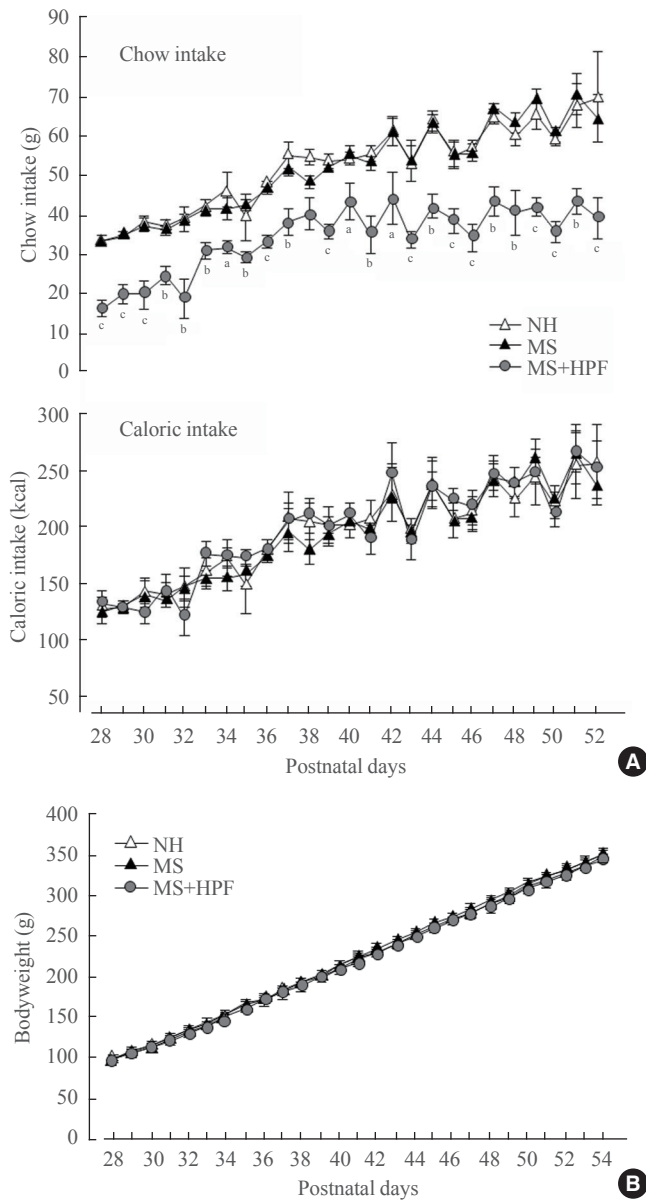 90
80
70
60
50
40
30
20
10
0
Chow intake (g)
Chow intake
c c c b b b a b c b c a b a c b c c b b c c b c
NH
MS
MS+HPF
300
250
200
150
100
50
Caloric intake (kcal)
Caloric intake
28 30 32 34 36 38 40 42 44 46 48 50 52
Postnatal days
A
400
350
300
250
200
150
100
50
0
Bodyweight (g)
NH
MS
MS+HPF
28 30 32 34 36 38 40 42 44 46 48 50 52 54
Postnatal days
B